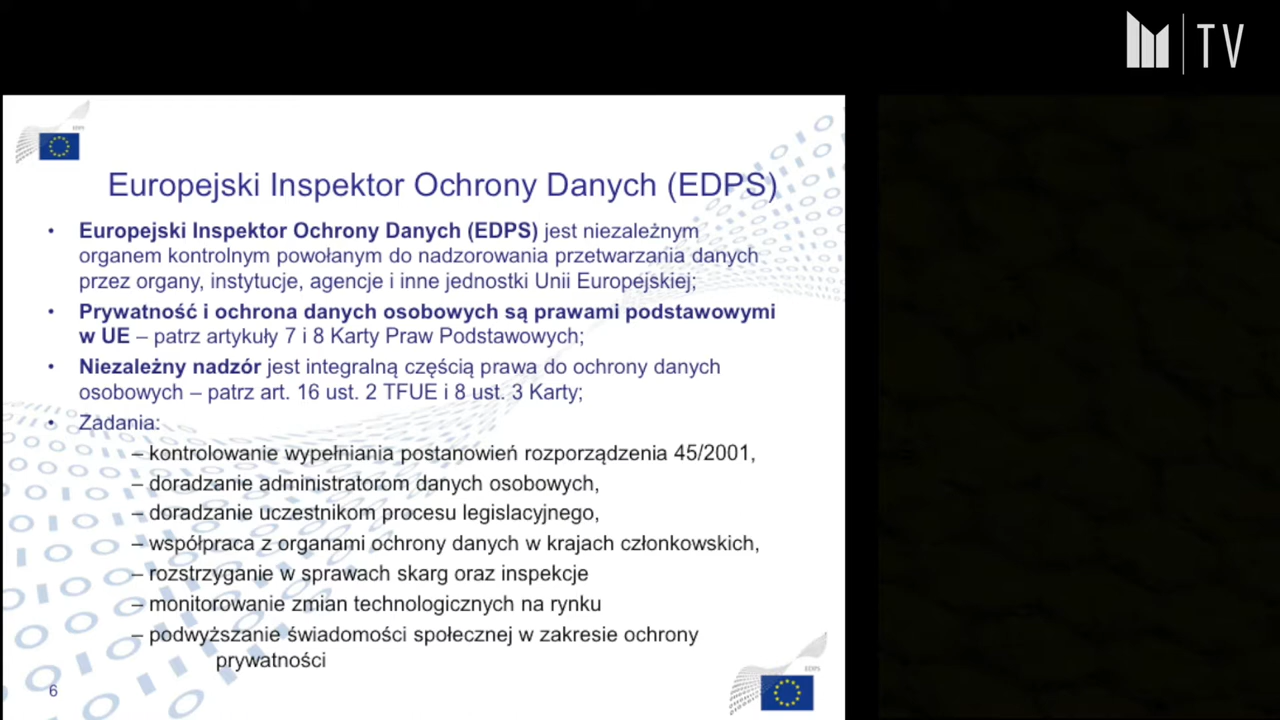 TV
EDPS
Europejski Inspektor Ochrony Danych (EDPS)
• Europejski Inspektor Ochrony Danych (EDPS) jest niezależnym
organem kontrolnym powołanym do nadzorowania przetwarzania danych
przez organy, instytucje, agencje i inne jednostki Unii Europejskiej;
• Prywatność i ochrona danych osobowych są prawami podstawowymi
w UE – patrz artykuły 7 i 8 Karty Praw Podstawowych;
• Niezależny nadzór jest integralną częścią prawa do ochrony danych
osobowych – patrz art. 16 ust. 2 TFUE i 8 ust. 3 Karty;
• Zadania:
– kontrolowanie wypełniania postanowień rozporządzenia 45/2001,
– doradzanie administratorom danych osobowych,
– doradzanie uczestnikom procesu legislacyjnego,
– współpraca z organami ochrony danych w krajach członkowskich,
– rozstrzyganie w sprawach skarg oraz inspekcje
– monitorowanie zmian technologicznych na rynku
– podwyższanie świadomości społecznej w zakresie ochrony
prywatności
EDPS
6